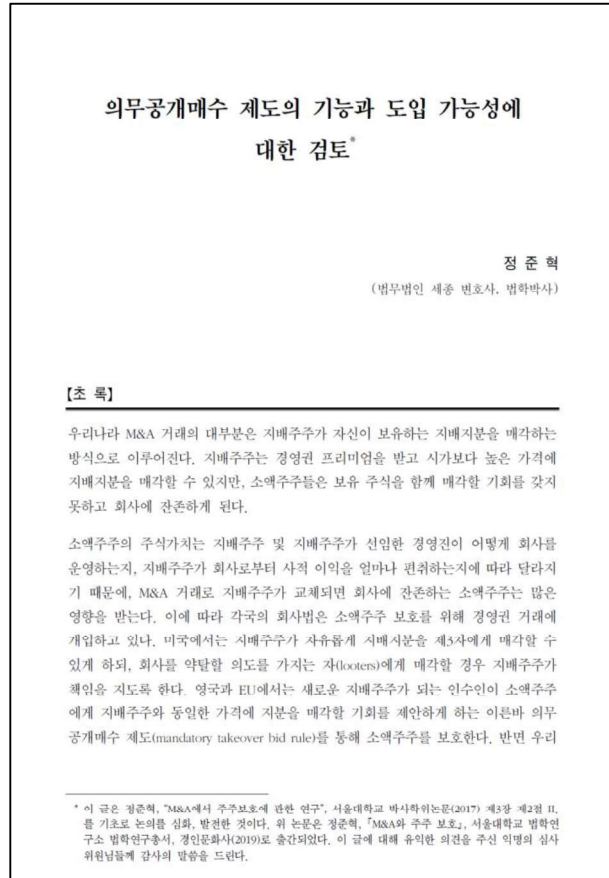 의무공개매수 제도의 기능과 도입 가능성에
대한 검토*
정 준 혁
(법무법인 세종 변호사, 법학박사)
【초 록】
우리나라 M&A 거래의 대부분은 지배주주가 자신이 보유하는 지배지분을 매각하는
방식으로 이루어진다. 지배주주는 경영권 프리미엄을 받고 시가보다 높은 가격에
지배지분을 매각할 수 있지만, 소액주주들은 보유 주식을 함께 매각할 기회를 갖지
못하고 회사에 잔존하게 된다.
소액주주의 주식가치는 지배주주 및 지배주주가 선임한 경영진이 어떻게 회사를
운영하는지, 지배주주가 회사로부터 사적 이익을 얼마나 편취하는지에 따라 달라지
기 때문에, M&A 거래로 지배주주가 교체되면 회사에 잔존하는 소액주주는 많은
영향을 받는다. 이에 따라 각국의 회사법은 소액주주 보호를 위해 경영권 거래에
개입하고 있다. 미국에서는 지배주주가 자유롭게 지배지분을 제3자에게 매각할 수
있게 하되, 회사를 약탈할 의도를 가지는 자(looters)에게 매각할 경우 지배주주가
책임을 지도록 한다. 영국과 EU에서는 새로운 지배주주가 되는 인수인이 소액주주
에게 지배주주와 동일한 가격에 지분을 매각할 기회를 제안하게 하는 이른바 의무
공개매수 제도(mandatory takeover bid rule)를 통해 소액주주를 보호한다. 반면 우리
* 이 글은 정준혁, "M&A에서 주주보호에 관한 연구", 서울대학교 박사학위논문(2017) 제3장 제2절 II.
를 기초로 논의를 심화, 발전한 것이다. 위 논문은 정준혁, 「M&A와 주주 보호」, 서울대학교 법학연
구소 법학연구총서, 경인문화사(2019)로 출간되었다. 이 글에 대해 유익한 의견을 주신 익명의 심사
위원님들께 감사의 말씀을 드린다.